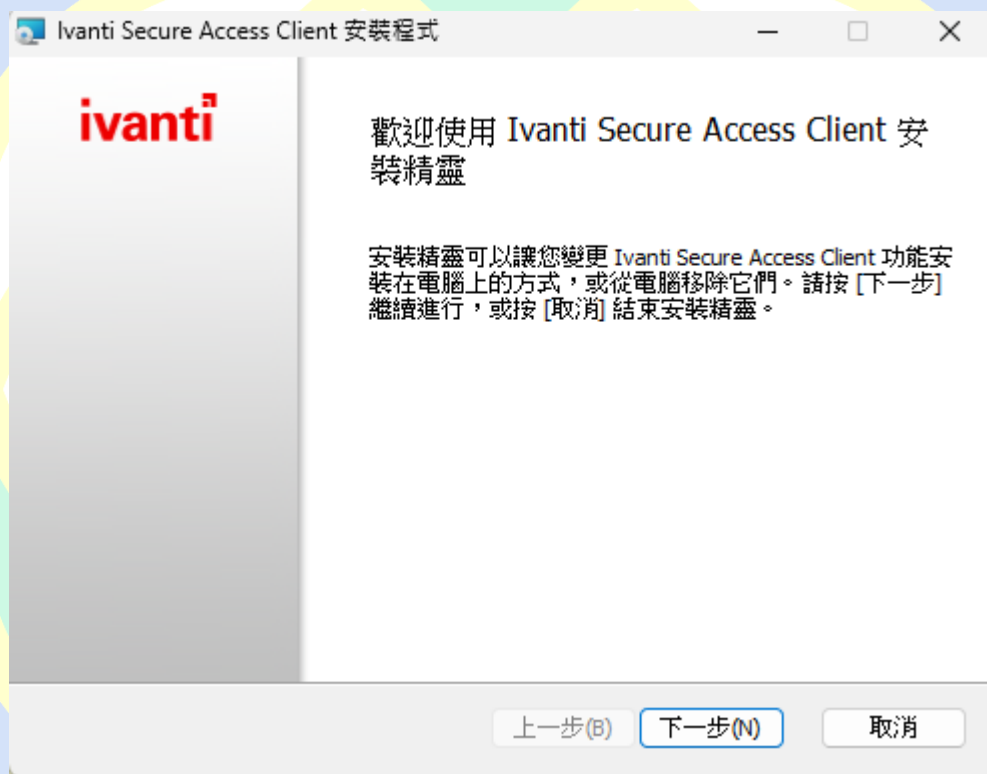 Ivanti Secure Access Client 安裝程式
ivanti
歡迎使用 Ivanti Secure Access Client 安
裝精靈
安裝精靈可以讓您變更 Ivanti Secure Access Client 功能安
裝在電腦上的方式，或從電腦移除它們。請按 [下一步]
繼續進行，或按 [取消] 結束安裝精靈。
上一步(B) 下一步(N) 取消